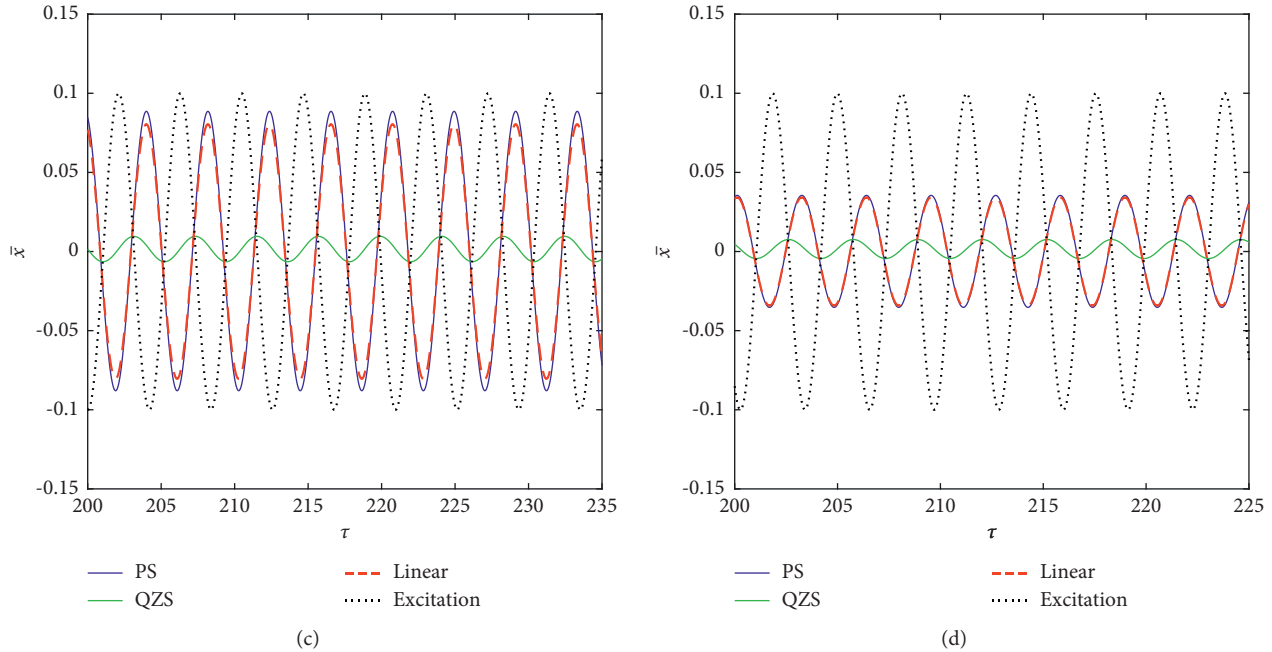 0.15
0.1
0.05
0
-0.05
-0.1
-0.15
x̄
200 205 210 215 220 225 230 235
τ
PS
QZS
Linear
Excitation
(c)
0.15
0.1
0.05
0
-0.05
-0.1
-0.15
x̄
200 205 210 215 220 225
τ
PS
QZS
Linear
Excitation
(d)